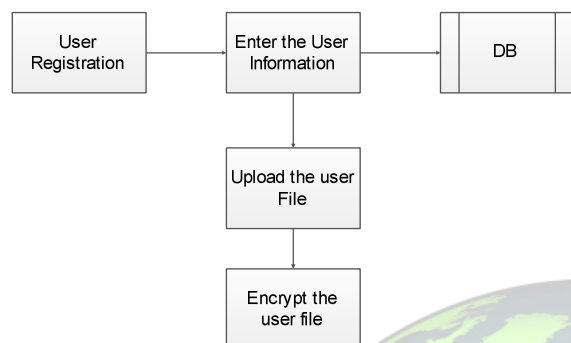 User
Registration
Enter the User
Information
DB
Upload the user
File
Encrypt the
user file